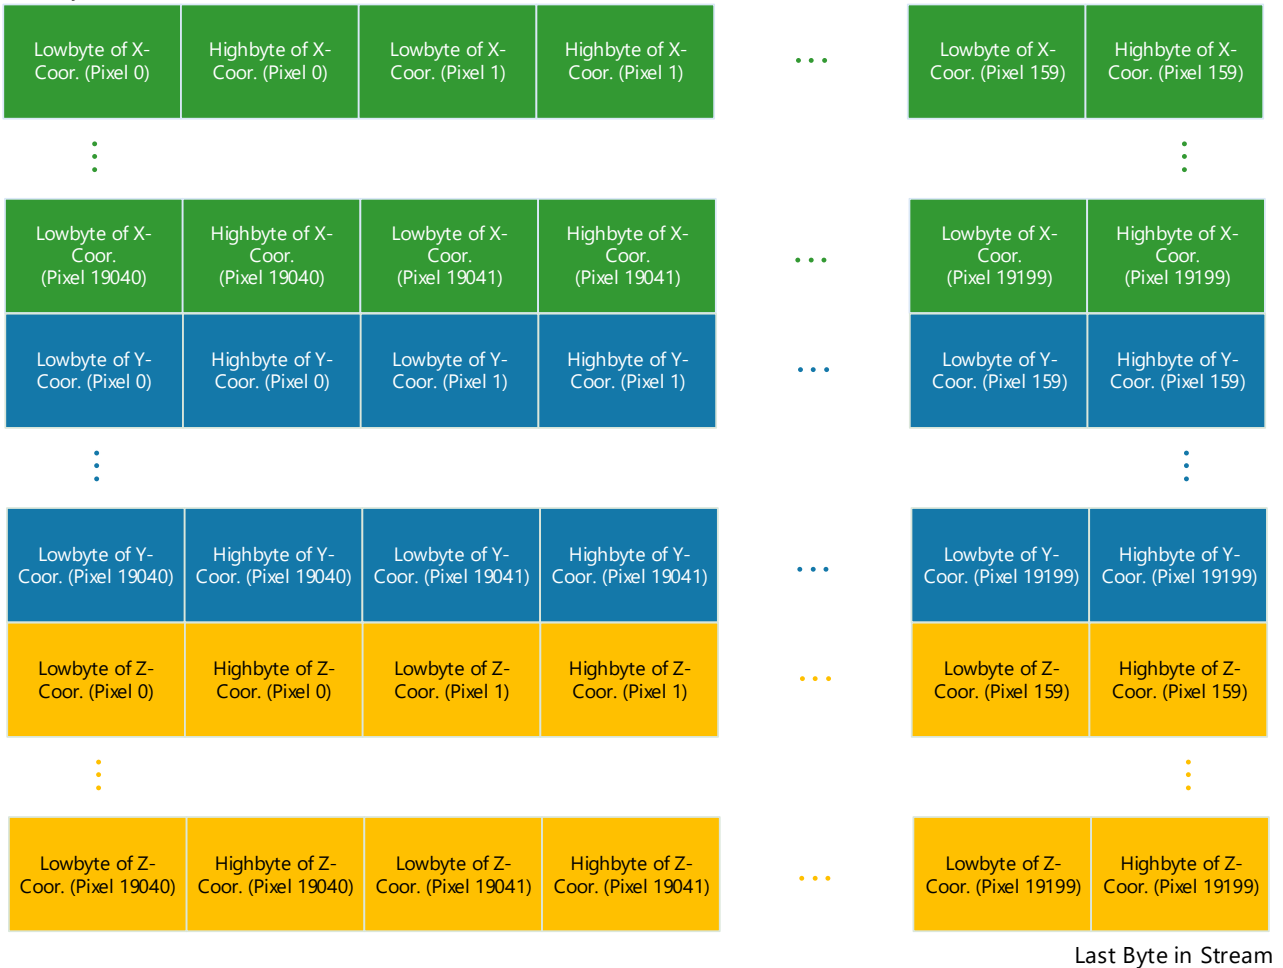 Lowbyte of X- Highbyte of X- Lowbyte of X- Highbyte of X- ... Lowbyte of X- Highbyte of X-
Coor. (Pixel 0) Coor. (Pixel 0) Coor. (Pixel 1) Coor. (Pixel 1) Coor. (Pixel 159) Coor. (Pixel 159)
Lowbyte of X- Highbyte of X- Lowbyte of X- Highbyte of X- Lowbyte of X- Highbyte of X-
Coor. Coor. Coor. Coor. ... Coor. Coor.
(Pixel 19040) (Pixel 19040) (Pixel 19041) (Pixel 19041) (Pixel 19199) (Pixel 19199)
Lowbyte of Y- Highbyte of Y- Lowbyte of Y- Highbyte of Y- ... Lowbyte of Y- Highbyte of Y-
Coor. (Pixel 0) Coor. (Pixel 0) Coor. (Pixel 1) Coor. (Pixel 1) Coor. (Pixel 159) Coor. (Pixel 159)
Lowbyte of Y- Highbyte of Y- Lowbyte of Y- Highbyte of Y- ... Lowbyte of Y- Highbyte of Y-
Coor. (Pixel 19040) Coor. (Pixel 19040) Coor. (Pixel 19041) Coor. (Pixel 19041) Coor. (Pixel 19199) Coor. (Pixel 19199)
Lowbyte of Z- Highbyte of Z- Lowbyte of Z- Highbyte of Z- ... Lowbyte of Z- Highbyte of Z-
Coor. (Pixel 0) Coor. (Pixel 0) Coor. (Pixel 1) Coor. (Pixel 1) Coor. (Pixel 159) Coor. (Pixel 159)
Lowbyte of Z- Highbyte of Z- Lowbyte of Z- Highbyte of Z- ... Lowbyte of Z- Highbyte of Z-
Coor. (Pixel 19040) Coor. (Pixel 19040) Coor. (Pixel 19041) Coor. (Pixel 19041) Coor. (Pixel 19199) Coor. (Pixel 19199)
Last Byte in Stream